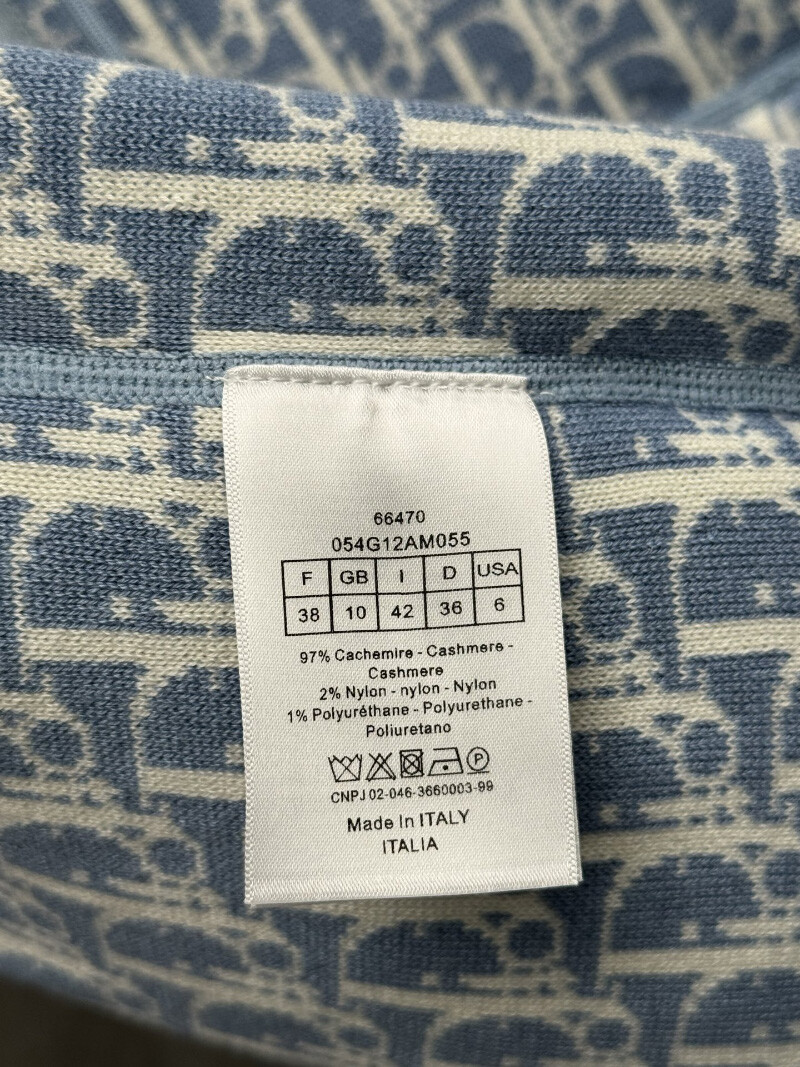 66470
054G12AM055
F GB I D USA
38 10 42 36 6
97% Cachemire - Cashmere -
Cashmere
2% Nylon - nylon - Nylon
1% Polyuréthane - Polyurethane -
Poliuretano
P
CNPJ 02-046-3660003-99
Made In ITALY
ITALIA